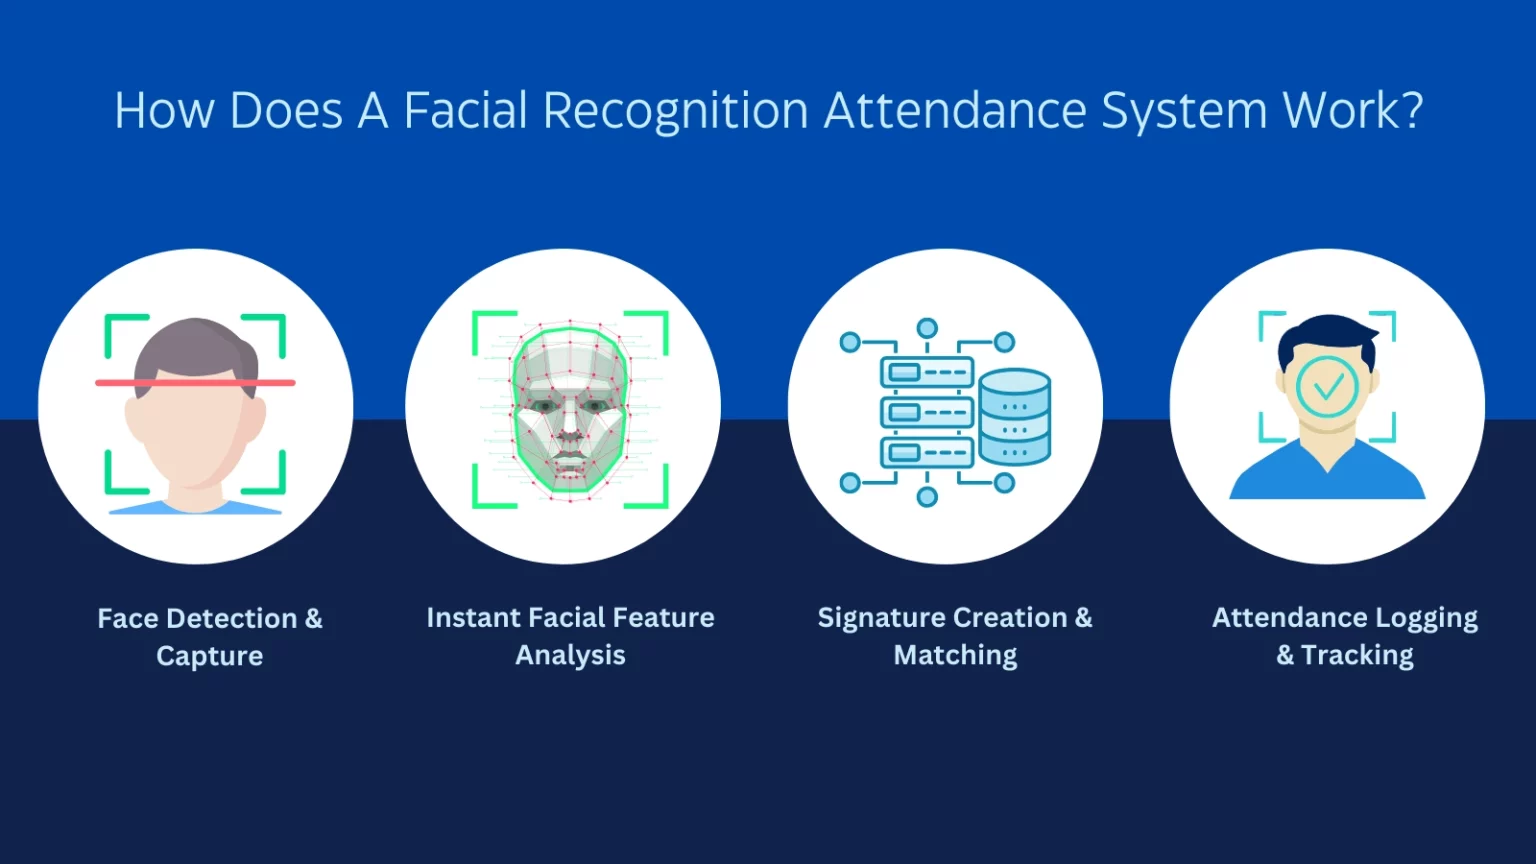 How Does A Facial Recognition Attendance System Work?
Face Detection &
Capture
Instant Facial Feature
Analysis
Signature Creation &
Matching
Attendance Logging
& Tracking